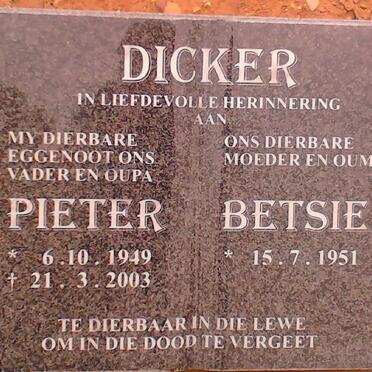 DICKER
IN LIEFDEVOLLE HERINNERING
AAN
MY DIERBARE
EGGENOOT ONS
VADER EN OUPA
PIETER
* 6.10.1949
† 21.3.2003
ONS DIERBARE
MOEDER EN OUM
BETSIE
* 15.7.1951
TE DIERBAAR IN DIE LEWE
OM IN DIE DOOD TE VERGEET